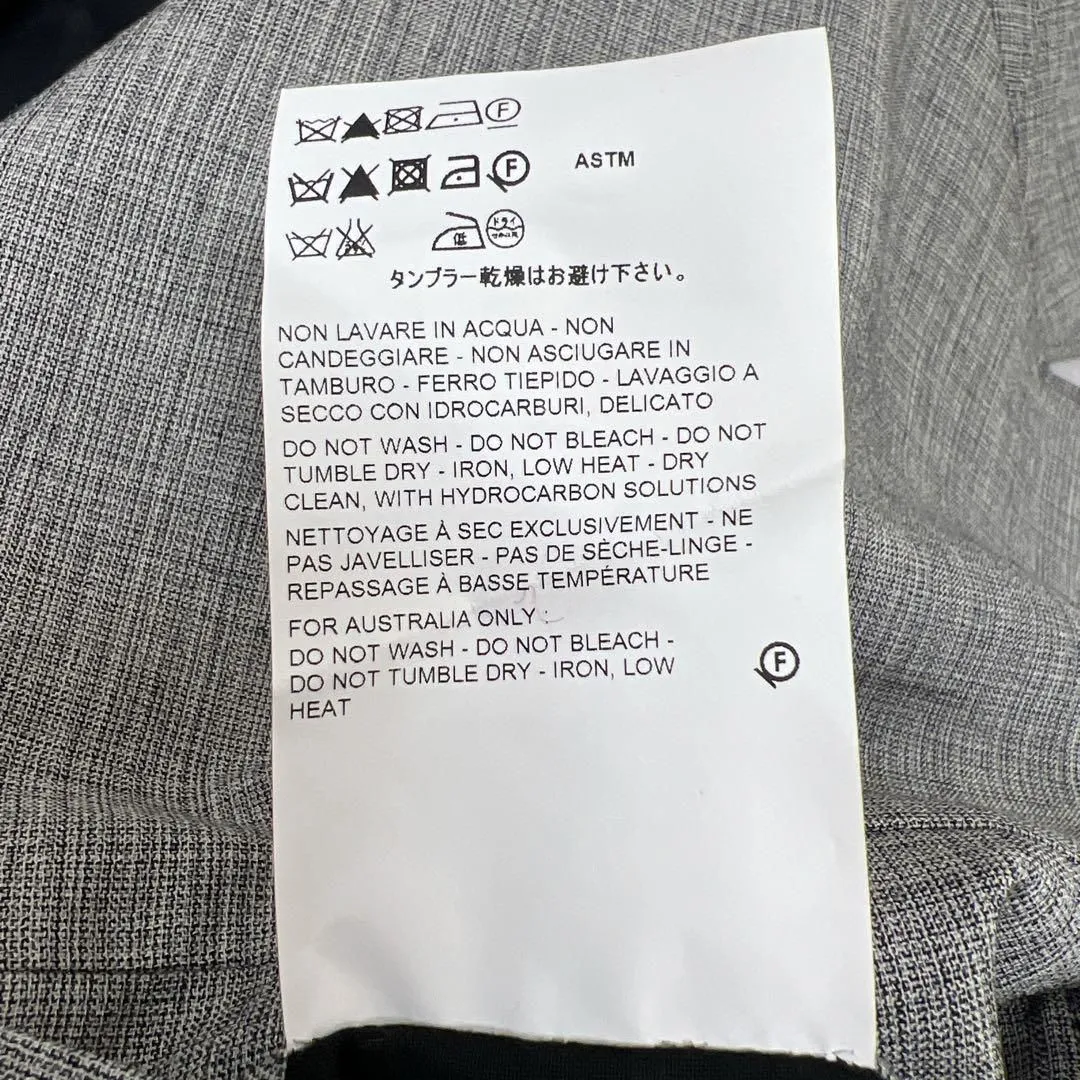 F
F ASTM
低 ドライ
タンブラー乾燥はお避け下さい。
NON LAVARE IN ACQUA - NON
CANDEGGIARE - NON ASCIUGARE IN
TAMBURO - FERRO TIEPIDO - LAVAGGIO A
SECCO CON IDROCARBURI, DELICATO
DO NOT WASH - DO NOT BLEACH - DO NOT
TUMBLE DRY - IRON, LOW HEAT - DRY
CLEAN, WITH HYDROCARBON SOLUTIONS
NETTOYAGE À SEC EXCLUSIVEMENT - NE
PAS JAVELLISER - PAS DE SÈCHE-LINGE -
REPASSAGE À BASSE TEMPÉRATURE
FOR AUSTRALIA ONLY :
DO NOT WASH - DO NOT BLEACH -
DO NOT TUMBLE DRY - IRON, LOW
HEAT
F